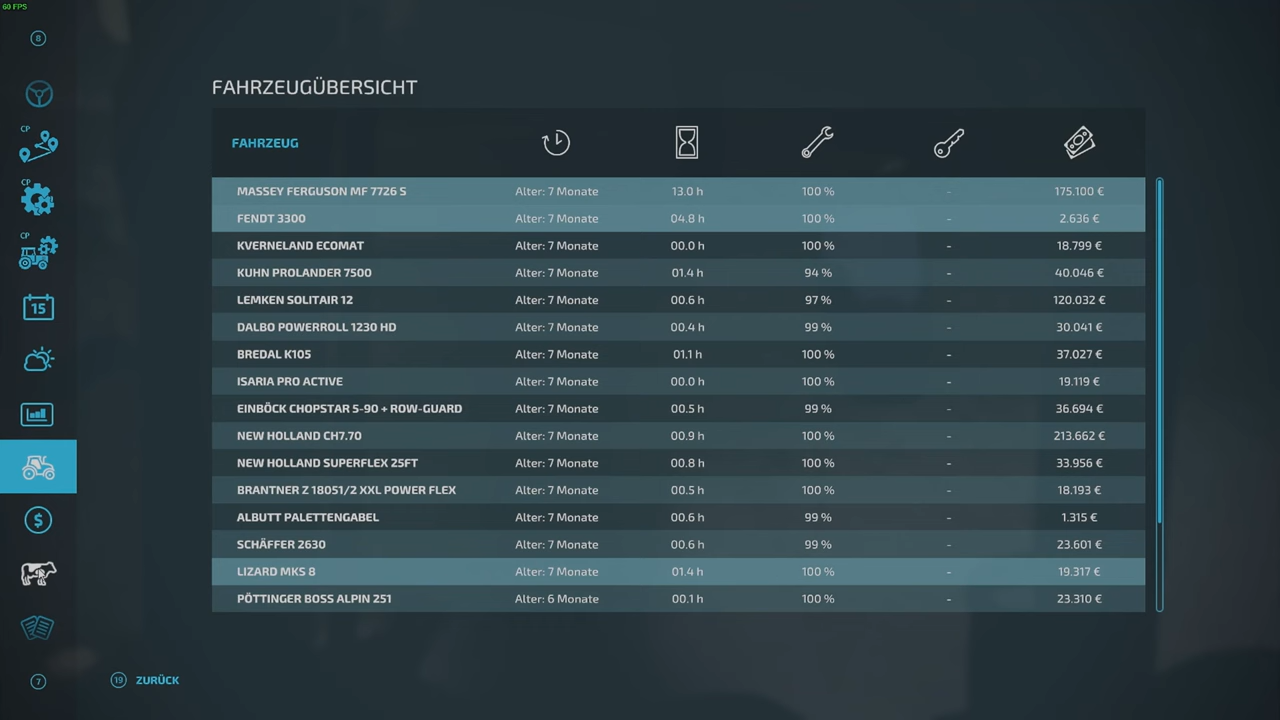 60 FPS
8
FAHRZEUGÜBERSICHT
FAHRZEUG
CP
CP
CP
15
MASSEY FERGUSON MF 7726 S Alter: 7 Monate 13.0 h 100 % - 175.100 €
FENDT 3300 Alter: 7 Monate 04.8 h 100 % - 2.636 €
KVERNELAND ECOMAT Alter: 7 Monate 00.0 h 100 % - 18.799 €
KUHN PROLANDER 7500 Alter: 7 Monate 01.4 h 94 % - 40.046 €
LEMKEN SOLITAIR 12 Alter: 7 Monate 00.6 h 97 % - 120.032 €
DALBO POWERROLL 1230 HD Alter: 7 Monate 00.4 h 99 % - 30.041 €
BREDAL K105 Alter: 7 Monate 01.1 h 100 % - 37.027 €
ISARIA PRO ACTIVE Alter: 7 Monate 00.0 h 100 % - 19.119 €
EINBÖCK CHOPSTAR 5-90 + ROW-GUARD Alter: 7 Monate 00.5 h 99 % - 36.694 €
NEW HOLLAND CH7.70 Alter: 7 Monate 00.9 h 100 % - 213.662 €
NEW HOLLAND SUPERFLEX 25FT Alter: 7 Monate 00.8 h 100 % - 33.956 €
BRANTNER Z 18051/2 XXL POWER FLEX Alter: 7 Monate 00.5 h 100 % - 18.193 €
ALBUTT PALETTENGABEL Alter: 7 Monate 00.6 h 99 % - 1.315 €
SCHÄFFER 2630 Alter: 7 Monate 00.6 h 99 % - 23.601 €
LIZARD MKS 8 Alter: 7 Monate 01.4 h 100 % - 19.317 €
PÖTTINGER BOSS ALPIN 251 Alter: 6 Monate 00.1 h 100 % - 23.310 €
$
7
19 ZURÜCK